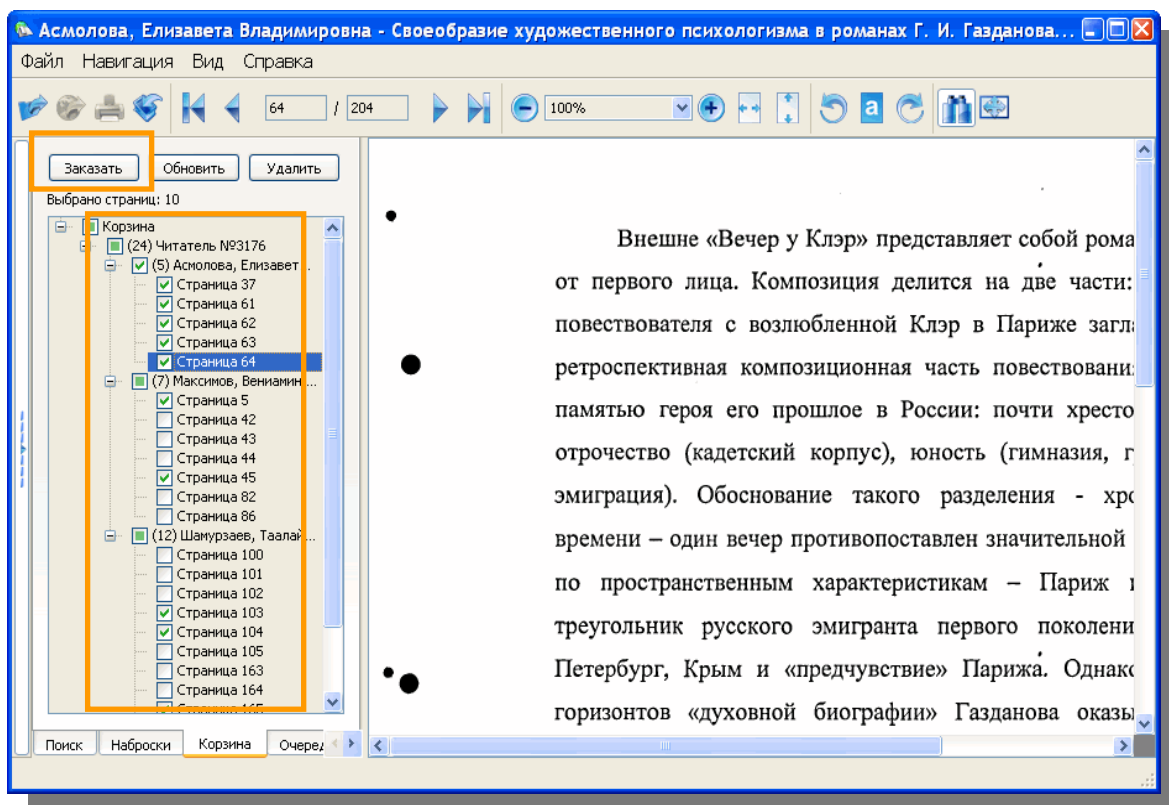 Асмолова, Елизавета Владимировна - Своеобразие художественного психологизма в романах Г. И. Газданова...
Файл Навигация Вид Справка
64 / 204 100% a
Заказать Обновить Удалить
Выбрано страниц: 10
Корзина
(24) Читатель №3176
(5) Асмолова, Елизавет...
Страница 37
Страница 61
Страница 62
Страница 63
Страница 64
(7) Максимов, Вениамин...
Страница 5
Страница 42
Страница 43
Страница 44
Страница 45
Страница 82
Страница 86
(12) Шамурзаев, Таалай...
Страница 100
Страница 101
Страница 102
Страница 103
Страница 104
Страница 105
Страница 163
Страница 164
Страница 165
Поиск Наброски Корзина Очеред
Внешне «Вечер у Клэр» представляет собой рома
от первого лица. Композиция делится на две части:
повествователя с возлюбленной Клэр в Париже загл
ретроспективная композиционная часть повествовани
памятью героя его прошлое в России: почти хресто
отрочество (кадетский корпус), юность (гимназия, г
эмиграция). Обоснование такого разделения - хро
времени – один вечер противопоставлен значительной
по пространственным характеристикам – Париж
треугольник русского эмигранта первого поколени
Петербург, Крым и «предчувствие» Парижа. Однако
горизонтов «духовной биографии» Газданова оказы